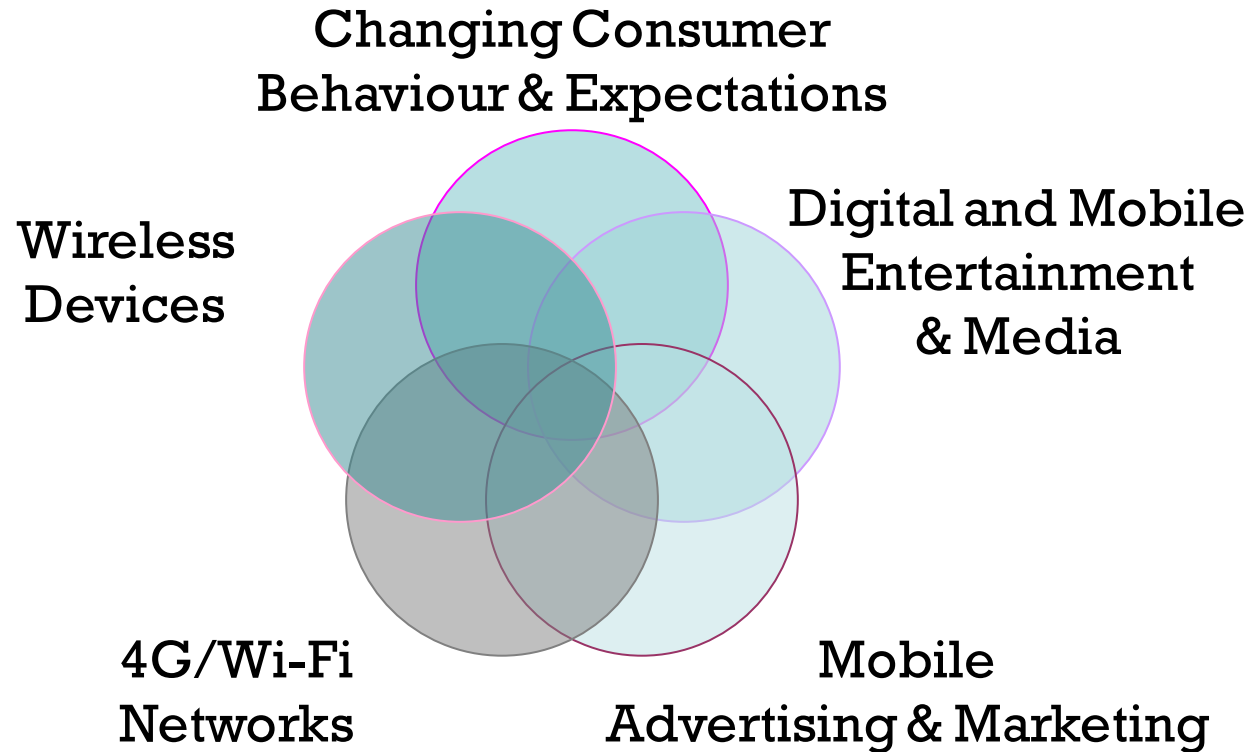 Changing Consumer
Behaviour & Expectations
Wireless
Devices
Digital and Mobile
Entertainment
& Media
4G/Wi-Fi
Networks
Mobile
Advertising & Marketing